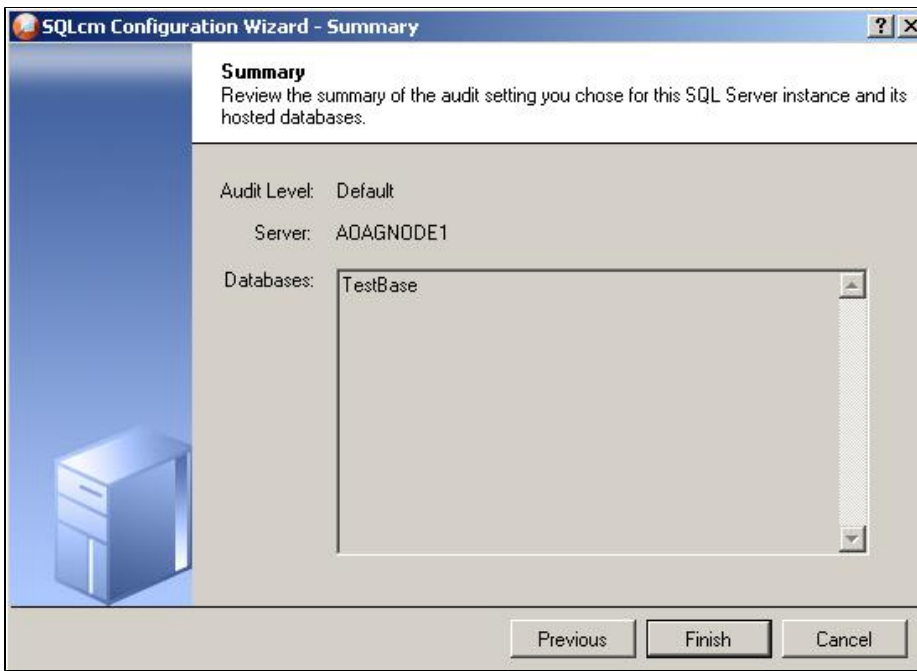 SQLcm Configuration Wizard - Summary
Summary
Review the summary of the audit setting you chose for this SQL Server instance and its
hosted databases.
Audit Level: Default
Server: AOAGNODE1
Databases: TestBase
Previous Finish Cancel